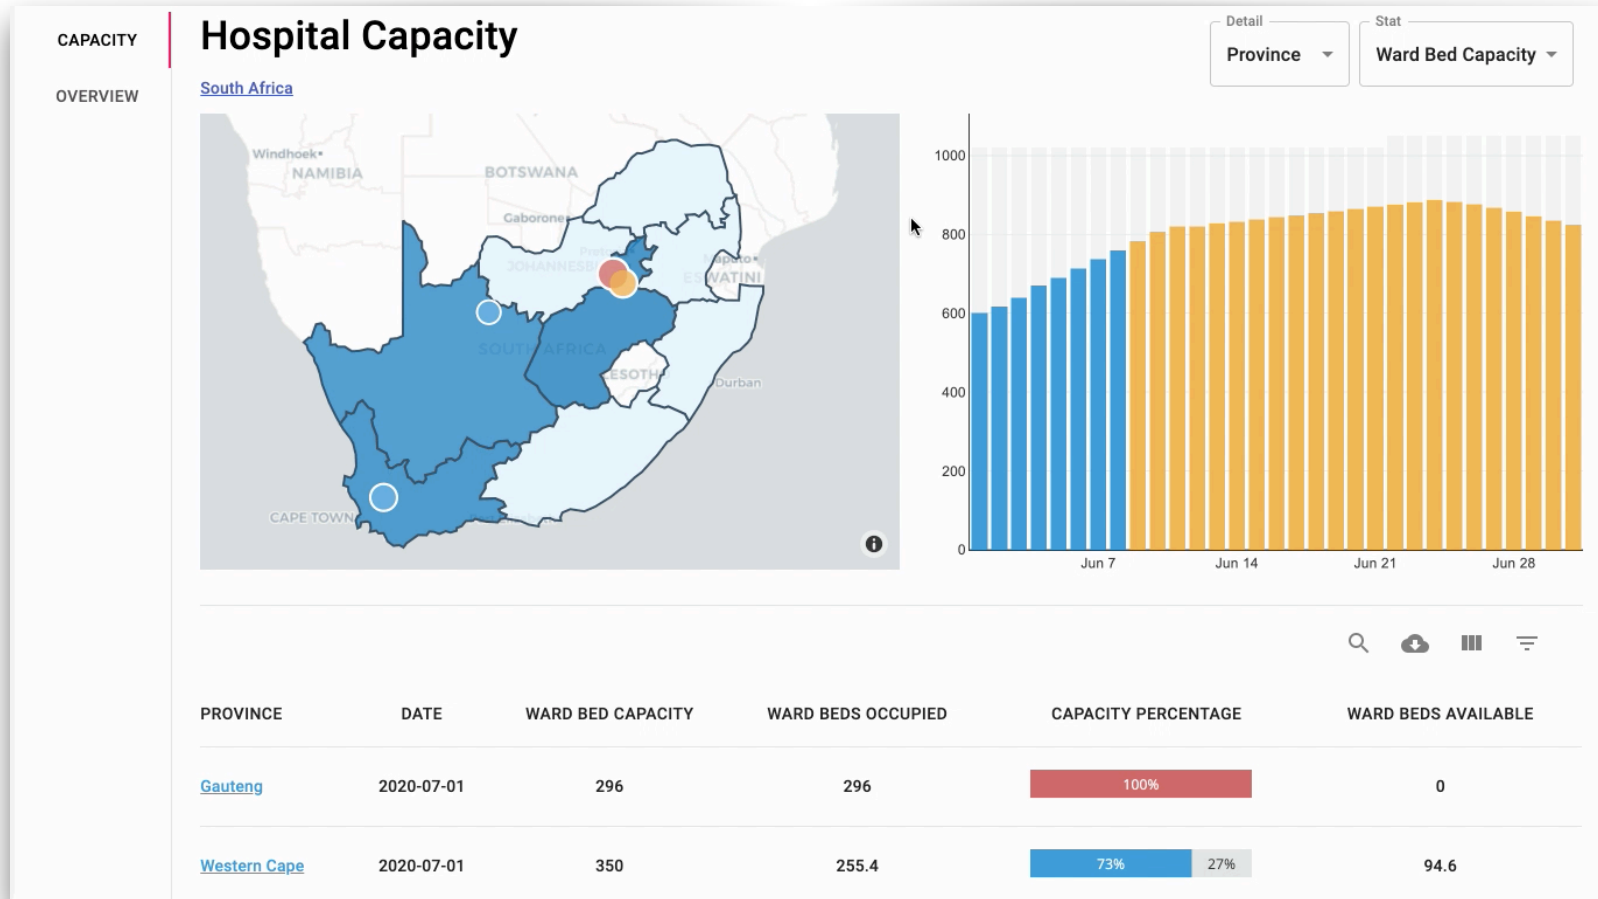 CAPACITY
OVERVIEW
Hospital Capacity
South Africa
Detail
Province
Stat
Ward Bed Capacity
Windhoek
NAMIBIA
BOTSWANA
Gaborone
JOHANNESB
Maputo
ESWATINI
SOUTH AFRICA
LESOTH
Durban
CAPE TOWN
1000
800
600
400
200
0
Jun 7
Jun 14
Jun 21
Jun 28
PROVINCE DATE WARD BED CAPACITY WARD BEDS OCCUPIED CAPACITY PERCENTAGE WARD BEDS AVAILABLE
Gauteng 2020-07-01 296 296 100% 0
Western Cape 2020-07-01 350 255.4 73% 27% 94.6